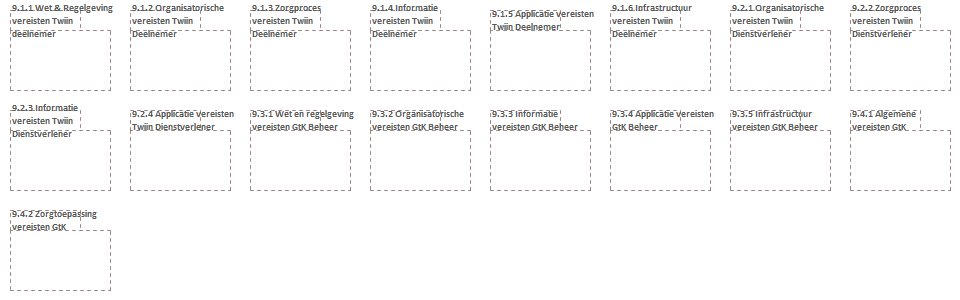 9.1.1 Wet & Regelgeving
vereisten Twiin
deelnemer
9.1.2 Organisatorische
vereisten Twiin
Deelnemer
9.1.3 Zorgproces
vereisten Twiin
Deelnemer
9.1.4 Informatie
vereisten Twiin
Deelnemer
9.1.5 Applicatie Vereisten
Twiin Deelnemer
9.1.6 Infrastructuur
vereisten Twiin
Deelnemer
9.2.1 Organisatorische
vereisten Twiin
Dienstverlener
9.2.2 Zorgproces
vereisten Twiin
Dienstverlener
9.2.3 Informatie
vereisten Twiin
Dienstverlener
9.2.4 Applicatie Vereisten
Twiin Dienstverlener
9.3.1 Wet en regelgeving
vereisten GtK Beheer
9.3.2 Organisatorische
vereisten GtK Beheer
9.3.3 Informatie
vereisten GtK Beheer
9.3.4 Applicatie Vereisten
GtK Beheer
9.3.5 Infrastructuur
vereisten GtK Beheer
9.4.1 Algemene
vereisten GtK
9.4.2 Zorgtoepassing
vereisten GtK